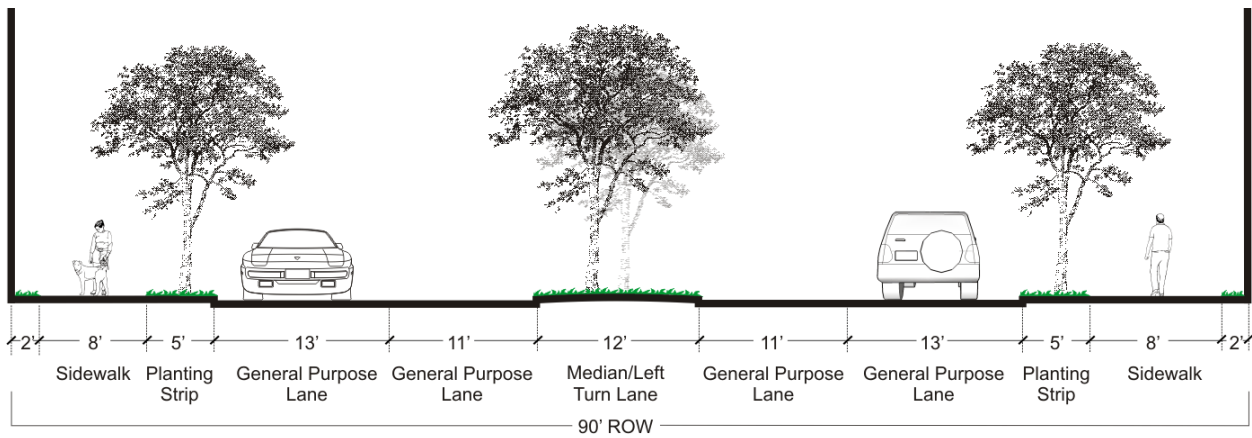 2’ 8’ 5’ 13’ 11’ 12’ 11’ 13’ 5’ 8’ 2’
Sidewalk Planting General Purpose General Purpose Median/Left General Purpose General Purpose Planting Sidewalk
Strip Lane Lane Turn Lane Lane Lane Strip
90’ ROW